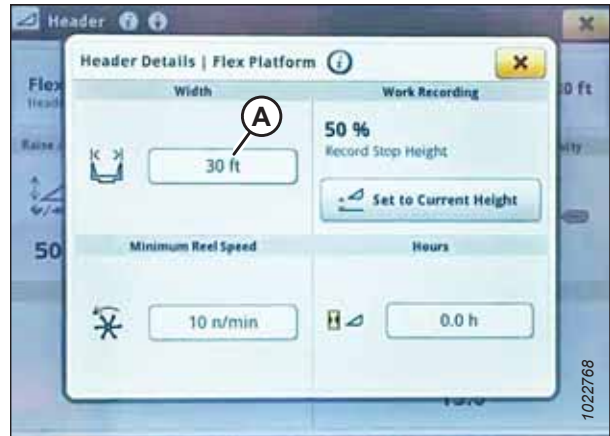 Header
Header Details | Flex Platform
Flex
0 ft
Width
Work Recording
A
50 %
Record Stop Height
Raise
ity
30 ft
Set to Current Height
50
Minimum Reel Speed
Hours
10 n/min
0.0 h
1022768